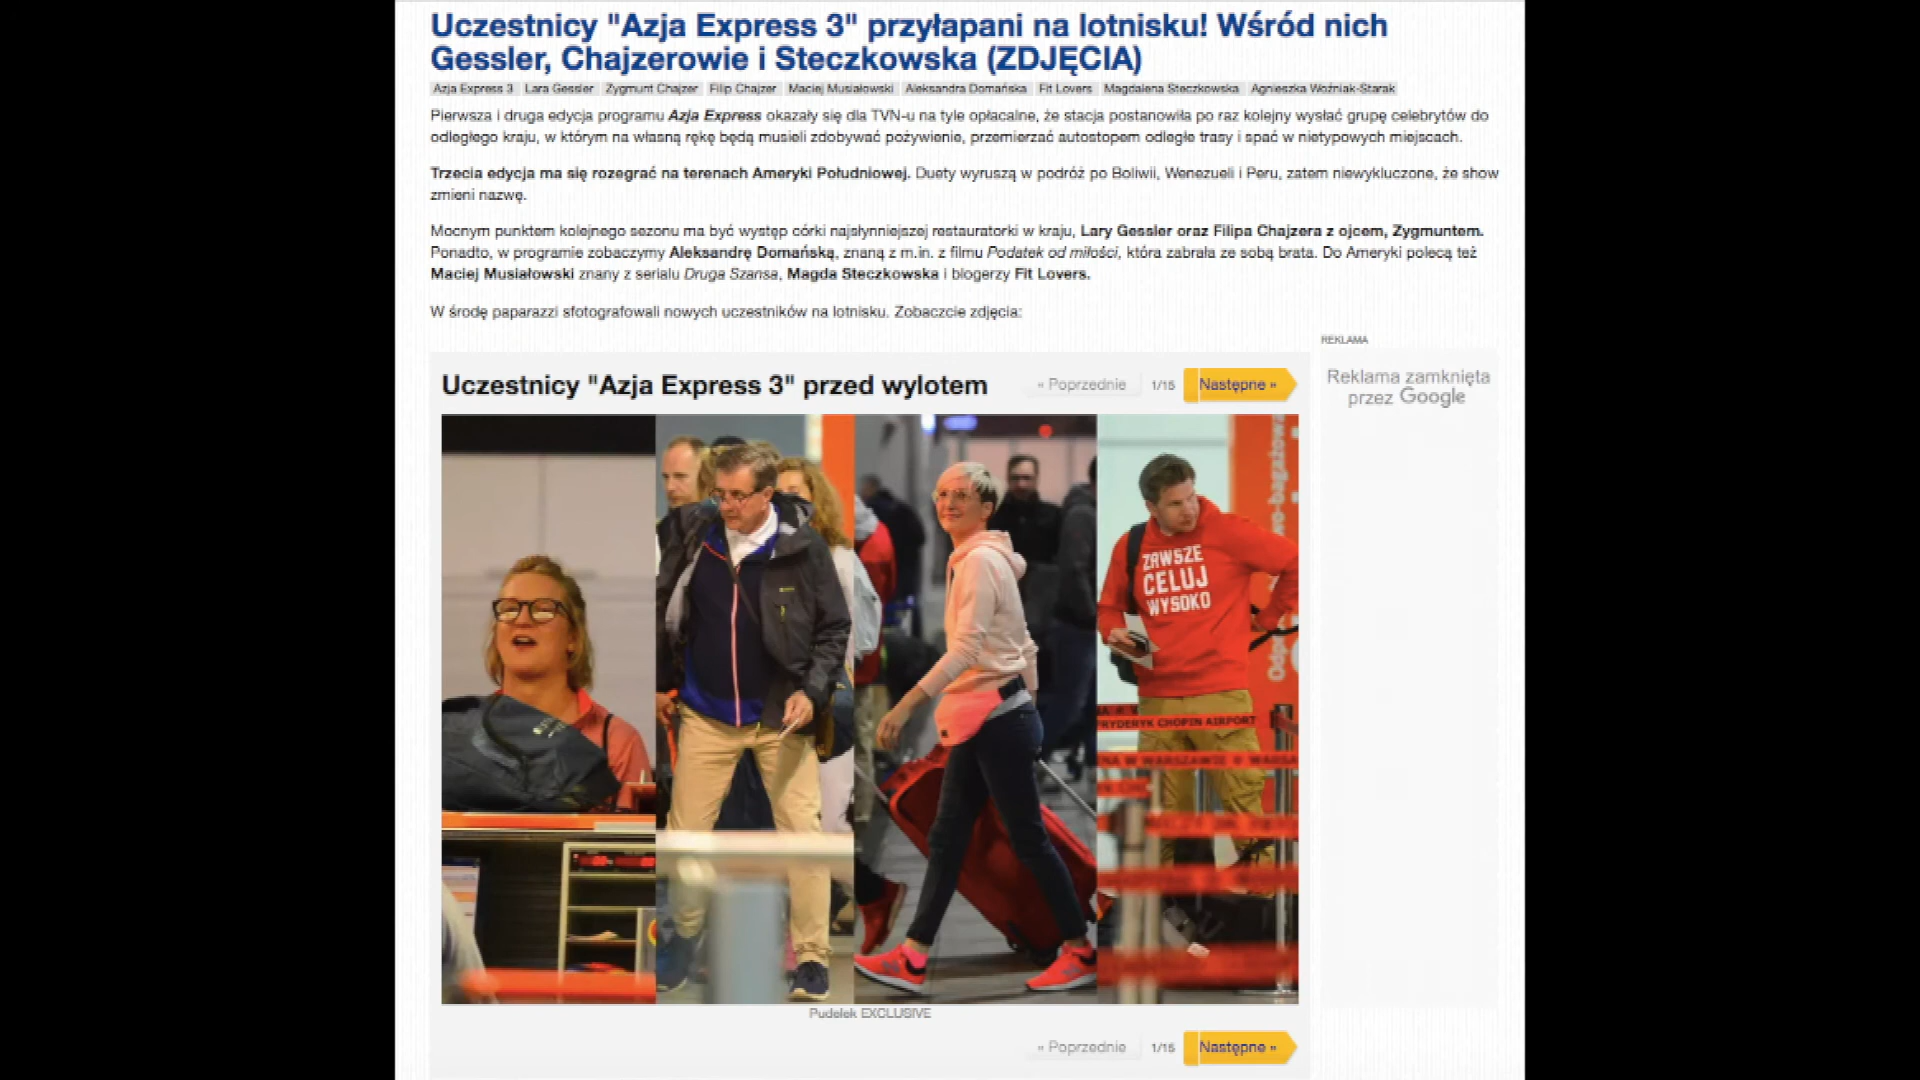 Uczestnicy "Azja Express 3" przyłapani na lotnisku! Wśród nich
Gessler, Chajzerowie i Steczkowska (ZDJĘCIA)
Azja Express 3 Lara Gessler Zygmunt Chajzer Filip Chajzer Maciej Musiałowski Aleksandra Domańska Fit Lovers Magdalena Steczkowska Agnieszka Woźniak-Starak
Pierwsza i druga edycja programu Azja Express okazały się dla TVN-u na tyle opłacalne, że stacja postanowiła po raz kolejny wysłać grupę celebrytów do
odległego kraju, w którym na własną rękę będą musieli zdobywać pożywienie, przemierzać autostopem odległe trasy i spać w nietypowych miejscach.
Trzecia edycja ma się rozegrać na terenach Ameryki Południowej. Duety wyruszą w podróż po Boliwii, Wenezueli i Peru, zatem niewykluczone, że show
zmieni nazwę.
Mocnym punktem kolejnego sezonu ma być występ córki najsłynniejszej restauratorki w kraju, Lary Gessler oraz Filipa Chajzera z ojcem, Zygmuntem.
Ponadto, w programie zobaczymy Aleksandrę Domańską, znaną z m.in. z filmu Podatek od miłości, która zabrała ze sobą brata. Do Ameryki polecą też
Maciej Musiałowski znany z serialu Druga Szansa, Magda Steczkowska i blogerzy Fit Lovers.
W środę paparazzi sfotografowali nowych uczestników na lotnisku. Zobaczcie zdjęcia:
REKLAMA
Reklama zamknięta
przez Google
Uczestnicy "Azja Express 3" przed wylotem
« Poprzednie 1/15 Następne »
ZAWSZE
CELUJ
WYSOKO
FRYDERYK CHOPIN AIRPORT
Pudelek EXCLUSIVE
« Poprzednie 1/15 Następne »